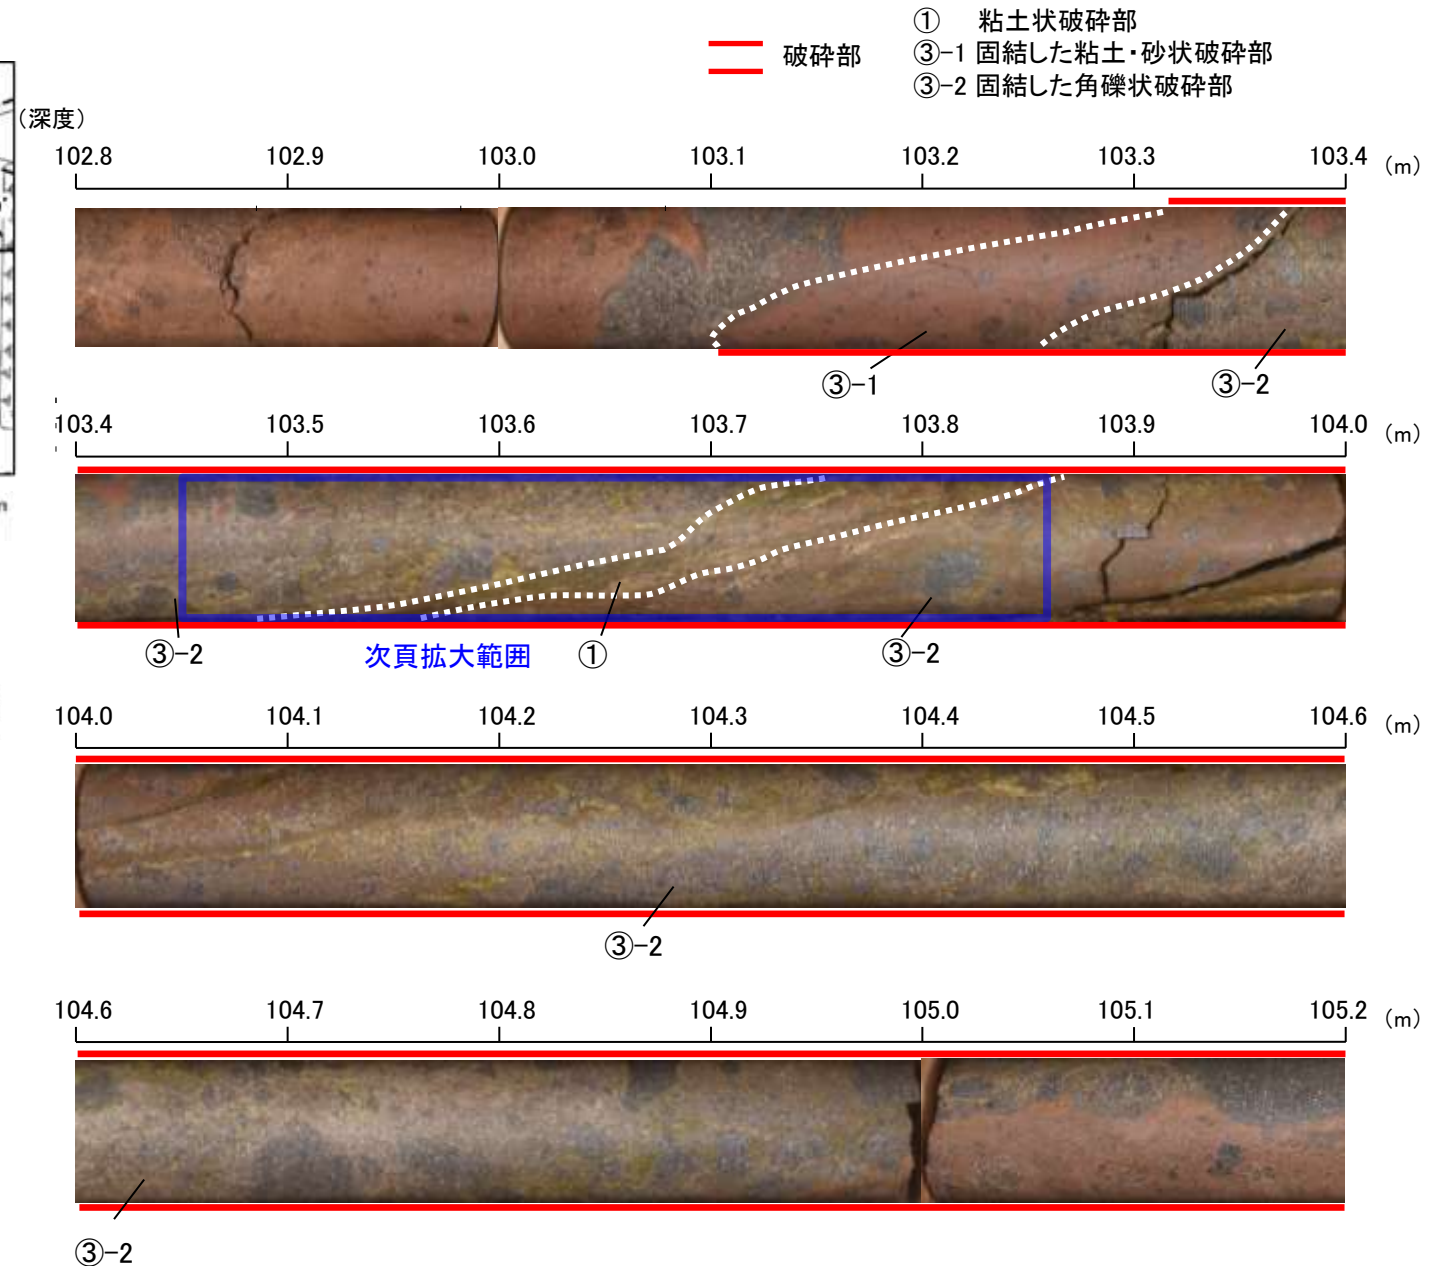 ① 粘土状破砕部
破砕部
③-1 固結した粘土・砂状破砕部
③-2 固結した角礫状破砕部
(深度)
102.8 102.9 103.0 103.1 103.2 103.3 103.4 (m)
③-1 ③-2
103.4 103.5 103.6 103.7 103.8 103.9 104.0 (m)
③-2 次頁拡大範囲 ① ③-2
104.0 104.1 104.2 104.3 104.4 104.5 104.6 (m)
③-2
104.6 104.7 104.8 104.9 105.0 105.1 105.2 (m)
③-2